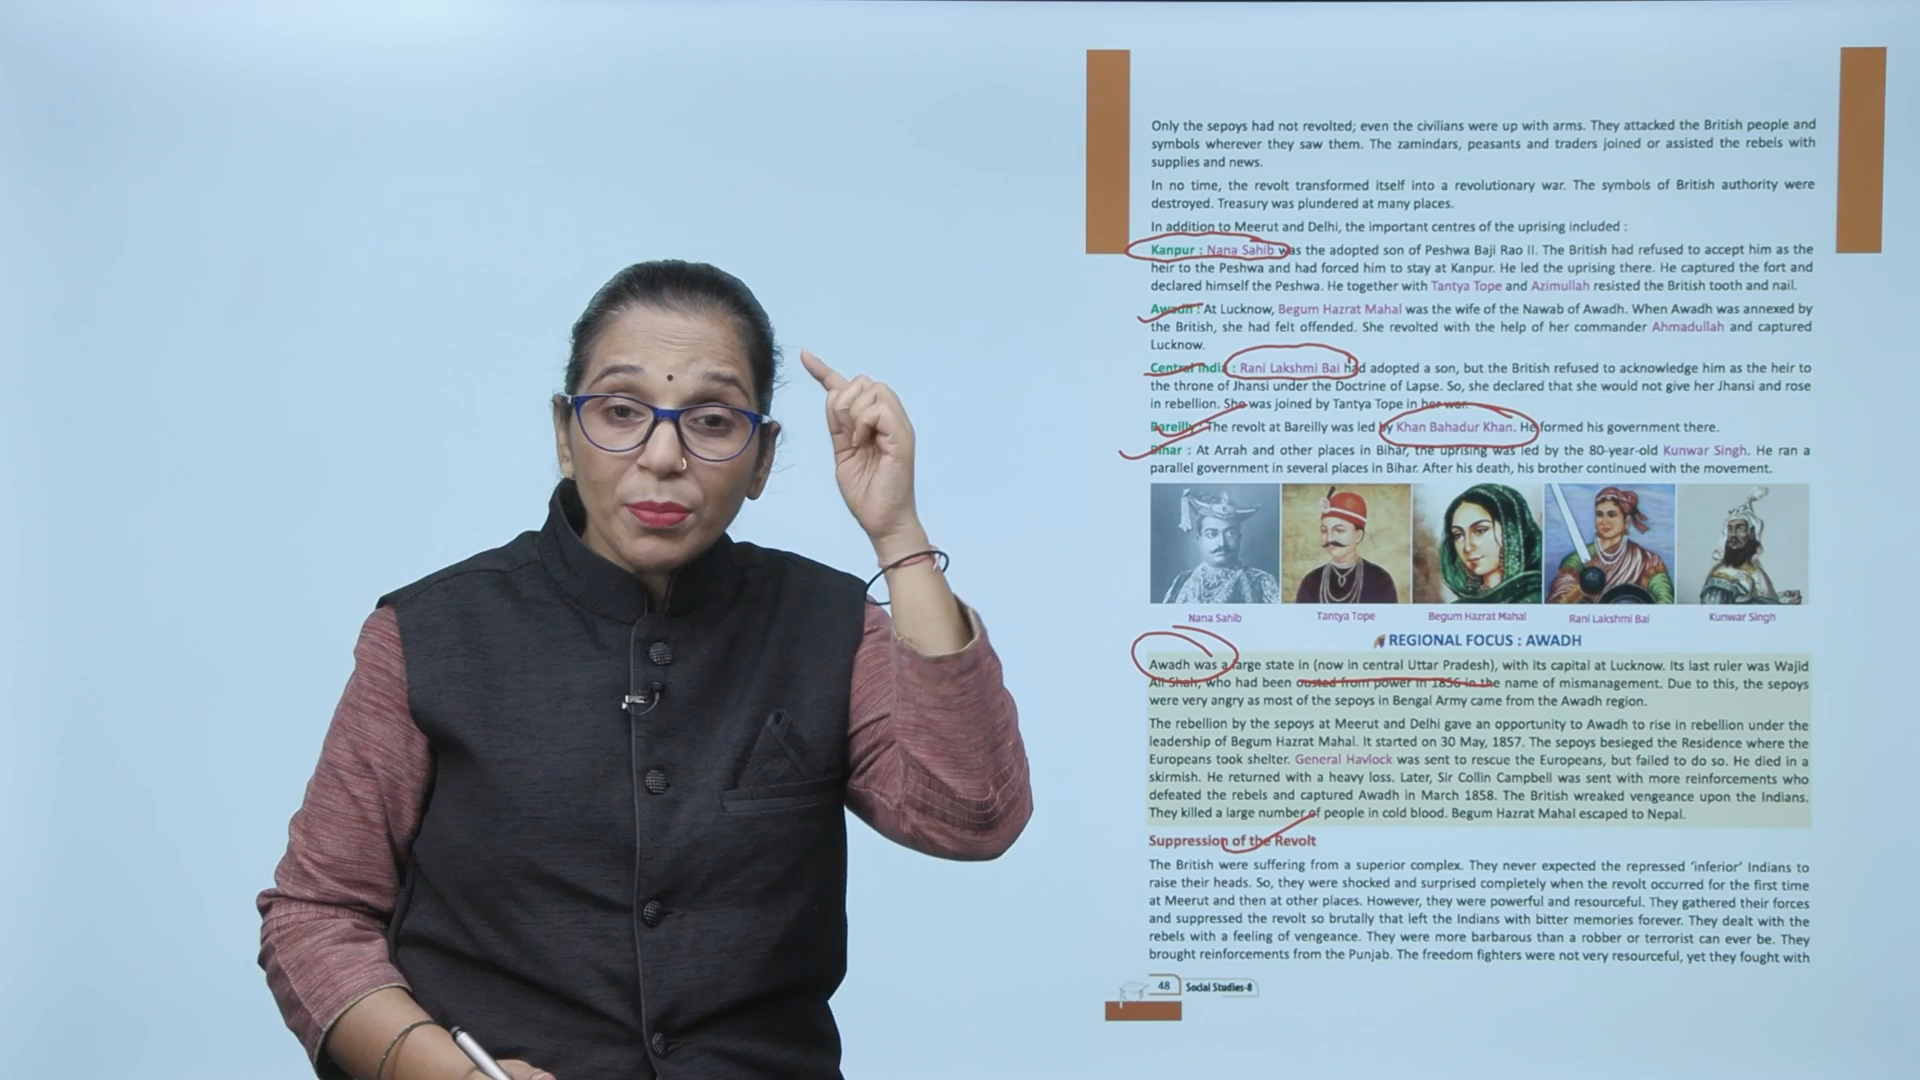 Only the sepoys had not revolted; even the civilians were up with arms. They attacked the British people and
symbols wherever they saw them. The zamindars, peasants and traders joined or assisted the rebels with
supplies and news.
In no time, the revolt transformed itself into a revolutionary war. The symbols of British authority were
destroyed. Treasury was plundered at many places.
In addition to Meerut and Delhi, the important centres of the uprising included :
Kanpur : Nana Sahib was the adopted son of Peshwa Baji Rao II. The British had refused to accept him as the
heir to the Peshwa and had forced him to stay at Kanpur. He led the uprising there. He captured the fort and
declared himself the Peshwa. He together with Tantya Tope and Azimullah resisted the British tooth and nail.
Awadh : At Lucknow, Begum Hazrat Mahal was the wife of the Nawab of Awadh. When Awadh was annexed by
the British, she had felt offended. She revolted with the help of her commander Ahmadullah and captured
Lucknow.
Central India : Rani Lakshmi Bai had adopted a son, but the British refused to acknowledge him as the heir to
the throne of Jhansi under the Doctrine of Lapse. So, she declared that she would not give her Jhansi and rose
in rebellion. She was joined by Tantya Tope in her war.
Bareilly : The revolt at Bareilly was led by Khan Bahadur Khan. He formed his government there.
Bihar : At Arrah and other places in Bihar, the uprising was led by the 80-year-old Kunwar Singh. He ran a
parallel government in several places in Bihar. After his death, his brother continued with the movement.
Nana Sahib Tantya Tope Begum Hazrat Mahal Rani Lakshmi Bai Kunwar Singh
REGIONAL FOCUS : AWADH
Awadh was a large state in (now in central Uttar Pradesh), with its capital at Lucknow. Its last ruler was Wajid
Ali Shah, who had been ousted from power in 1856 in the name of mismanagement. Due to this, the sepoys
were very angry as most of the sepoys in Bengal Army came from the Awadh region.
The rebellion by the sepoys at Meerut and Delhi gave an opportunity to Awadh to rise in rebellion under the
leadership of Begum Hazrat Mahal. It started on 30 May, 1857. The sepoys besieged the Residence where the
Europeans took shelter. General Havlock was sent to rescue the Europeans, but failed to do so. He died in a
skirmish. He returned with a heavy loss. Later, Sir Collin Campbell was sent with more reinforcements who
defeated the rebels and captured Awadh in March 1858. The British wreaked vengeance upon the Indians.
They killed a large number of people in cold blood. Begum Hazrat Mahal escaped to Nepal.
Suppression of the Revolt
The British were suffering from a superior complex. They never expected the repressed ‘inferior’ Indians to
raise their heads. So, they were shocked and surprised completely when the revolt occurred for the first time
at Meerut and then at other places. However, they were powerful and resourceful. They gathered their forces
and suppressed the revolt so brutally that left the Indians with bitter memories forever. They dealt with the
rebels with a feeling of vengeance. They were more barbarous than a robber or terrorist can ever be. They
brought reinforcements from the Punjab. The freedom fighters were not very resourceful, yet they fought with
48 Social Studies-8